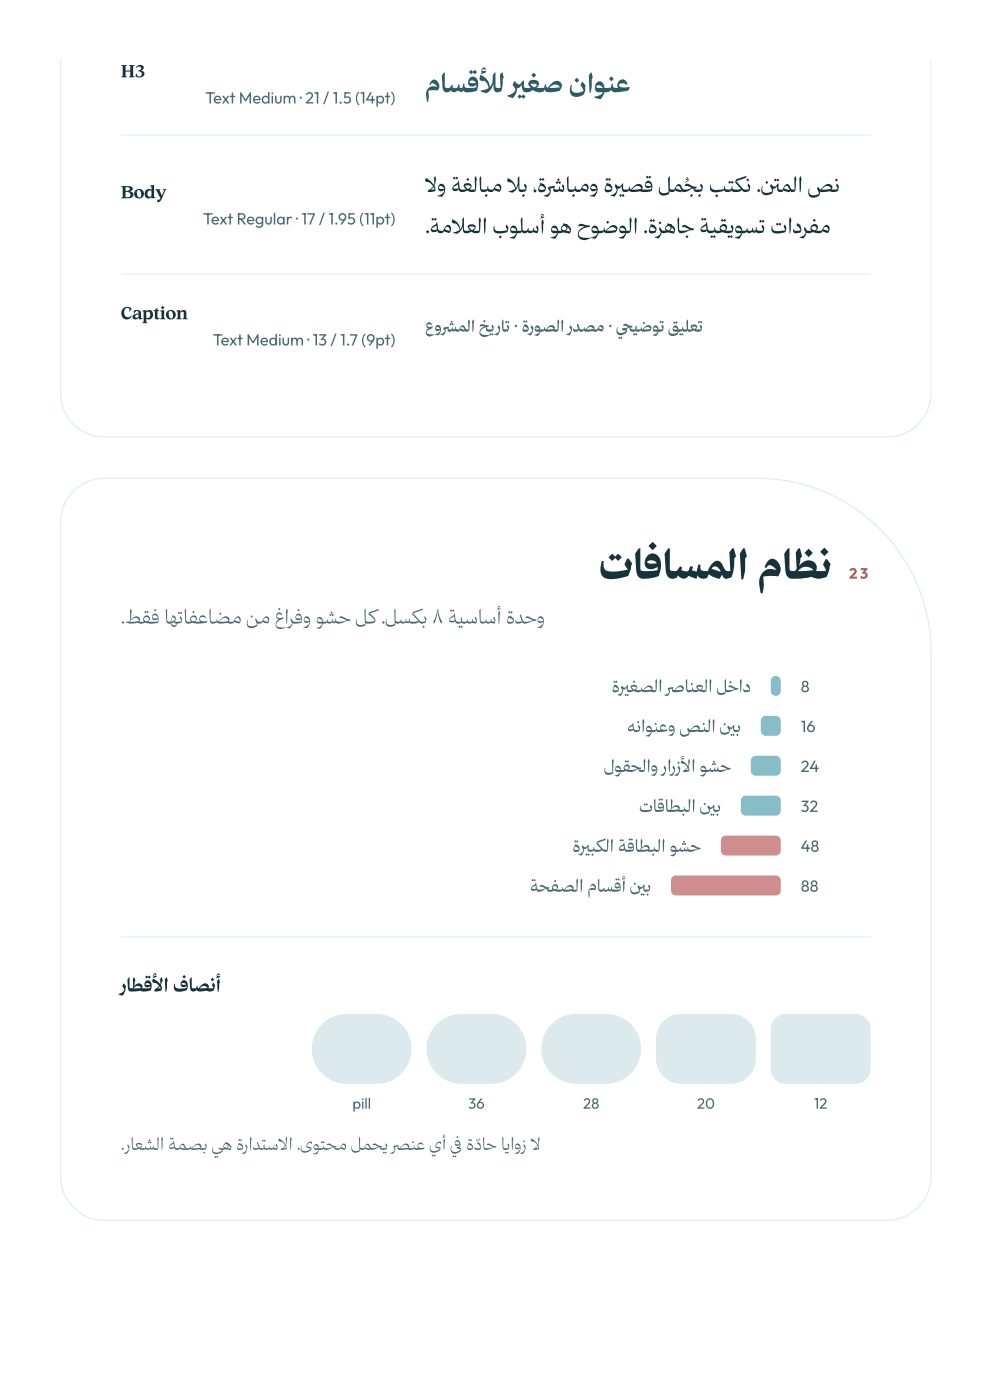 H3
Text Medium · 21 / 1.5 (14pt)
عنوان صغير للأقسام
Body
Text Regular · 17 / 1.95 (11pt)
نص المتن. نكتب بجُمل قصيرة ومباشرة، بلا مبالغة ولا
مفردات تسويقية جاهزة. الوضوح هو أسلوب العلامة.
Caption
Text Medium · 13 / 1.7 (9pt)
تعليق توضيحي · مصدر الصورة · تاريخ المشروع
23 نظام المسافات
وحدة أساسية ٨ بكسل. كل حشو وفراغ من مضاعفاتها فقط.
8 داخل العناصر الصغيرة
16 بين النص وعنوانه
24 حشو الأزرار والحقول
32 بين البطاقات
48 حشو البطاقة الكبيرة
88 بين أقسام الصفحة
أنصاف الأقطار
12 20 28 36 pill
لا زوايا حادّة في أي عنصر يحمل محتوى. الاستدارة هي بصمة الشعار.